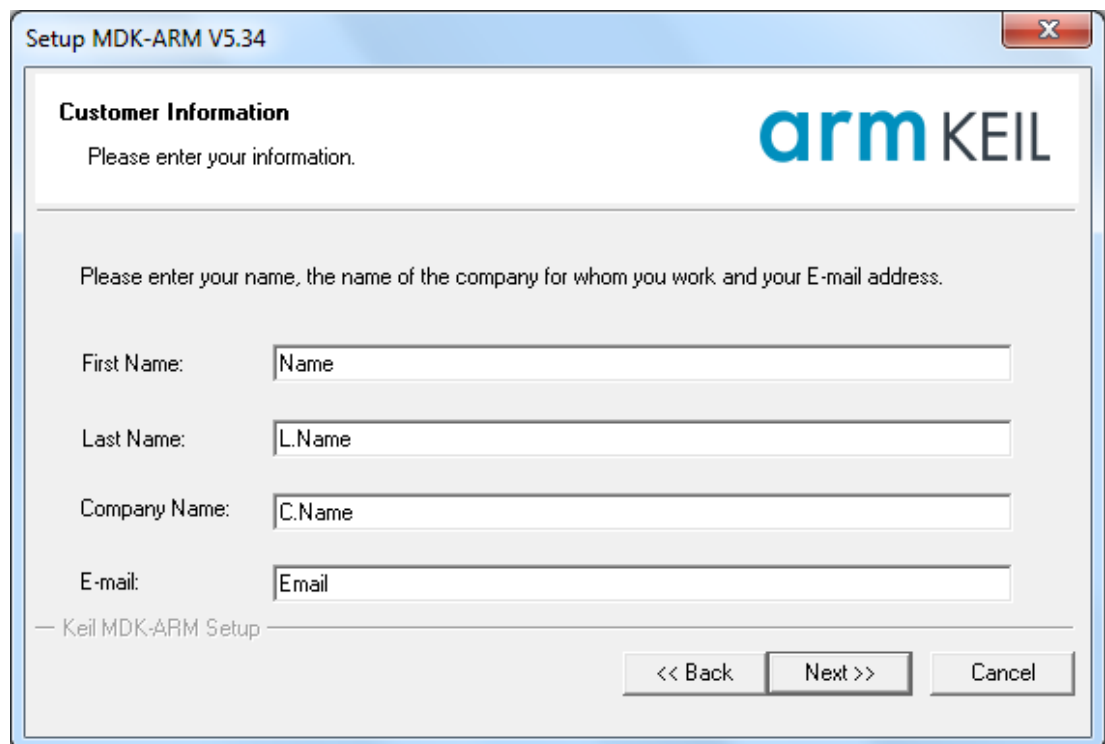 Setup MDK-ARM V5.34
x
Customer Information
Please enter your information.
arm KEIL
Please enter your name, the name of the company for whom you work and your E-mail address.
First Name: Name
Last Name: L.Name
Company Name: C.Name
E-mail: Email
Keil MDK-ARM Setup
<< Back Next >> Cancel